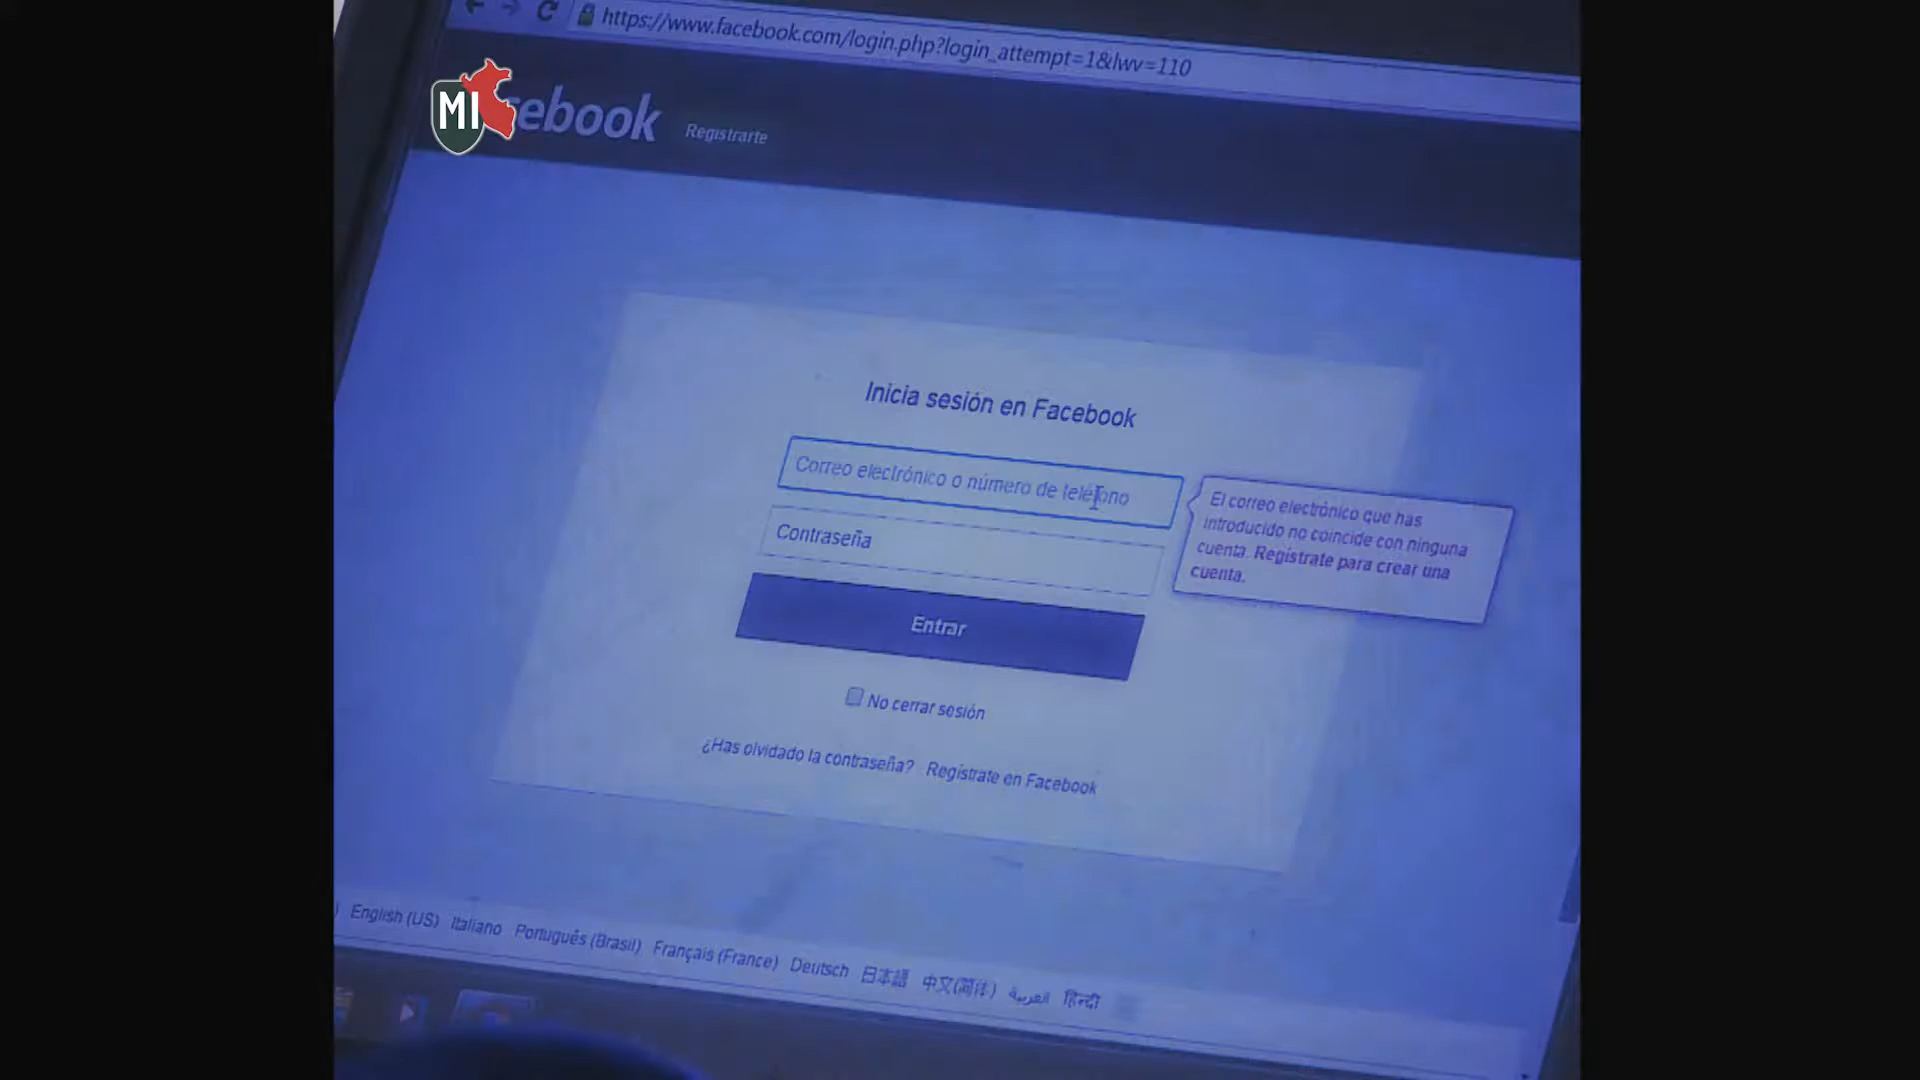 https://www.facebook.com/login.php?login_attempt=1&lwv=110
MI
cebook Registrarte
Inicia sesión en Facebook
Correo electrónico o número de teléfono
El correo electrónico que has
introducido no coincide con ninguna
cuenta. Regístrate para crear una
cuenta.
Contraseña
Entrar
No cerrar sesión
¿Has olvidado la contraseña? Regístrate en Facebook
English (US) Italiano Português (Brasil) Français (France) Deutsch 日本語 中文(简体) العربية हिन्दी